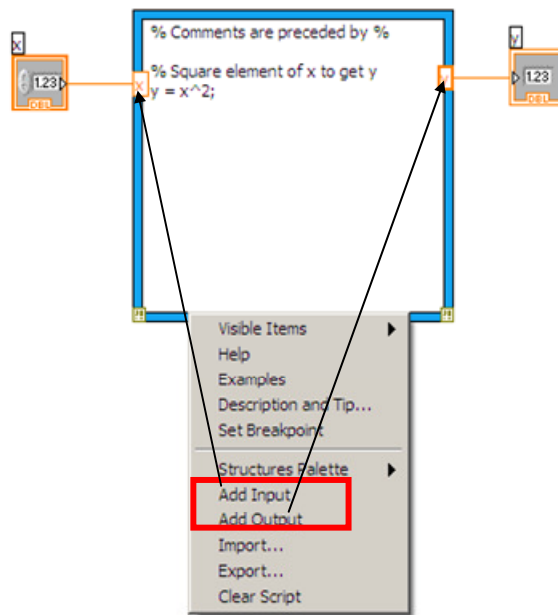 x
1.23
DBL
% Comments are preceded by %
% Square element of x to get y
y = x^2;
x
y
y
1.23
DBL
Visible Items
Help
Examples
Description and Tip...
Set Breakpoint
Structures Palette
Add Input
Add Output
Import...
Export...
Clear Script